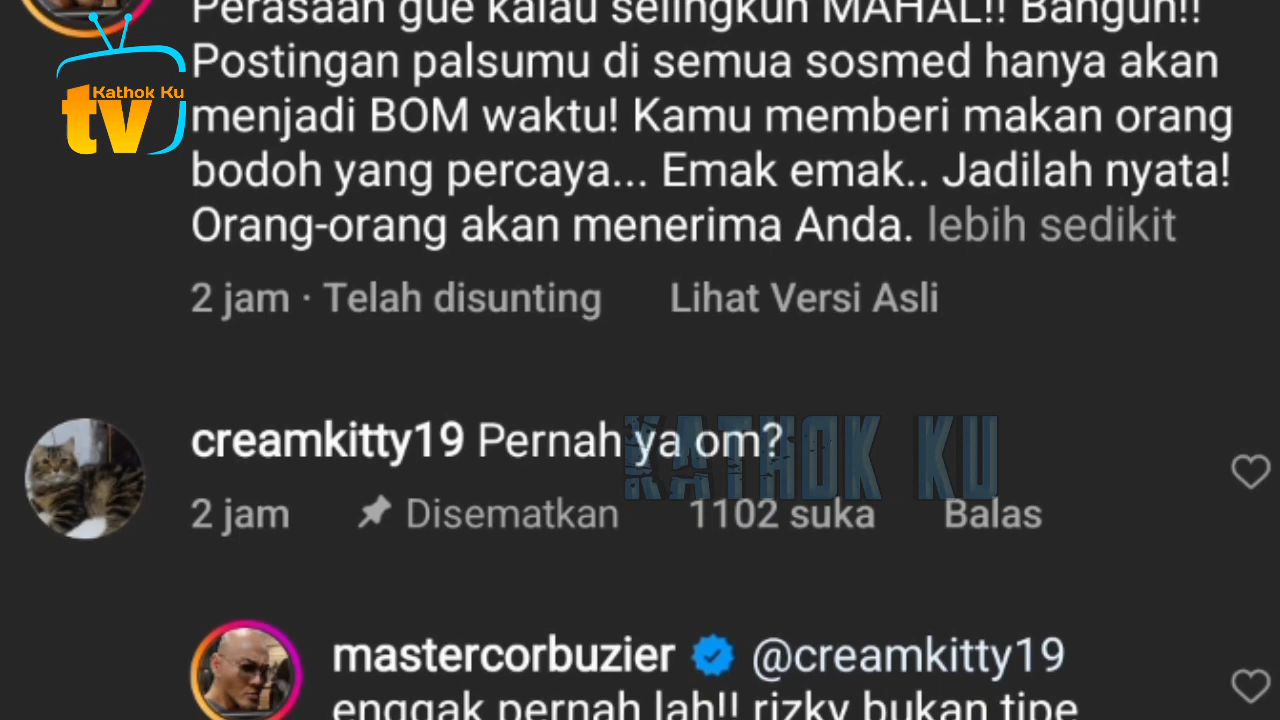 Perasaan gue kalau selingkuh MAHAL!! Bangun!!
Postingan palsumu di semua sosmed hanya akan
menjadi BOM waktu! Kamu memberi makan orang
bodoh yang percaya... Emak emak.. Jadilah nyata!
Orang-orang akan menerima Anda. lebih sedikit
Kathok Ku
tv
2 jam · Telah disunting Lihat Versi Asli
creamkitty19 Pernah ya om?
KATHOK KU
2 jam Disematkan 1102 suka Balas
mastercorbuzier @creamkitty19
enggak pernah lah!! rizky bukan tipe